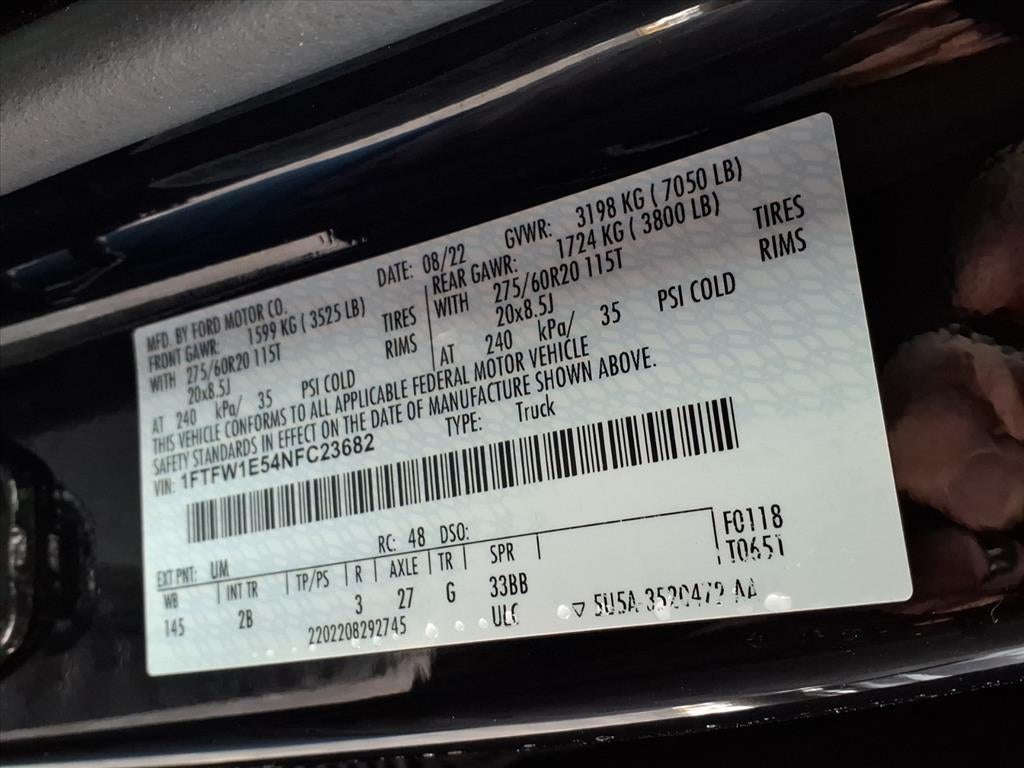 MFD. BY FORD MOTOR CO. DATE: 08/22 GVWR: 3198 KG ( 7050 LB)
FRONT GAWR: 1599 KG ( 3525 LB) REAR GAWR: 1724 KG ( 3800 LB)
WITH 275/60R20 115T TIRES WITH 275/60R20 115T TIRES
20x8.5J RIMS 20x8.5J RIMS
AT 240 kPa/ 35 PSI COLD AT 240 kPa/ 35 PSI COLD
THIS VEHICLE CONFORMS TO ALL APPLICABLE FEDERAL MOTOR VEHICLE
SAFETY STANDARDS IN EFFECT ON THE DATE OF MANUFACTURE SHOWN ABOVE.
VIN: 1FTFW1E54NFC23682 TYPE: Truck
EXT PNT: UM RC: 48 DSO: F0118
WB INT TR TP/PS R AXLE TR SPR T0651
145 2B 3 27 G 33BB
2202208292745 ULC